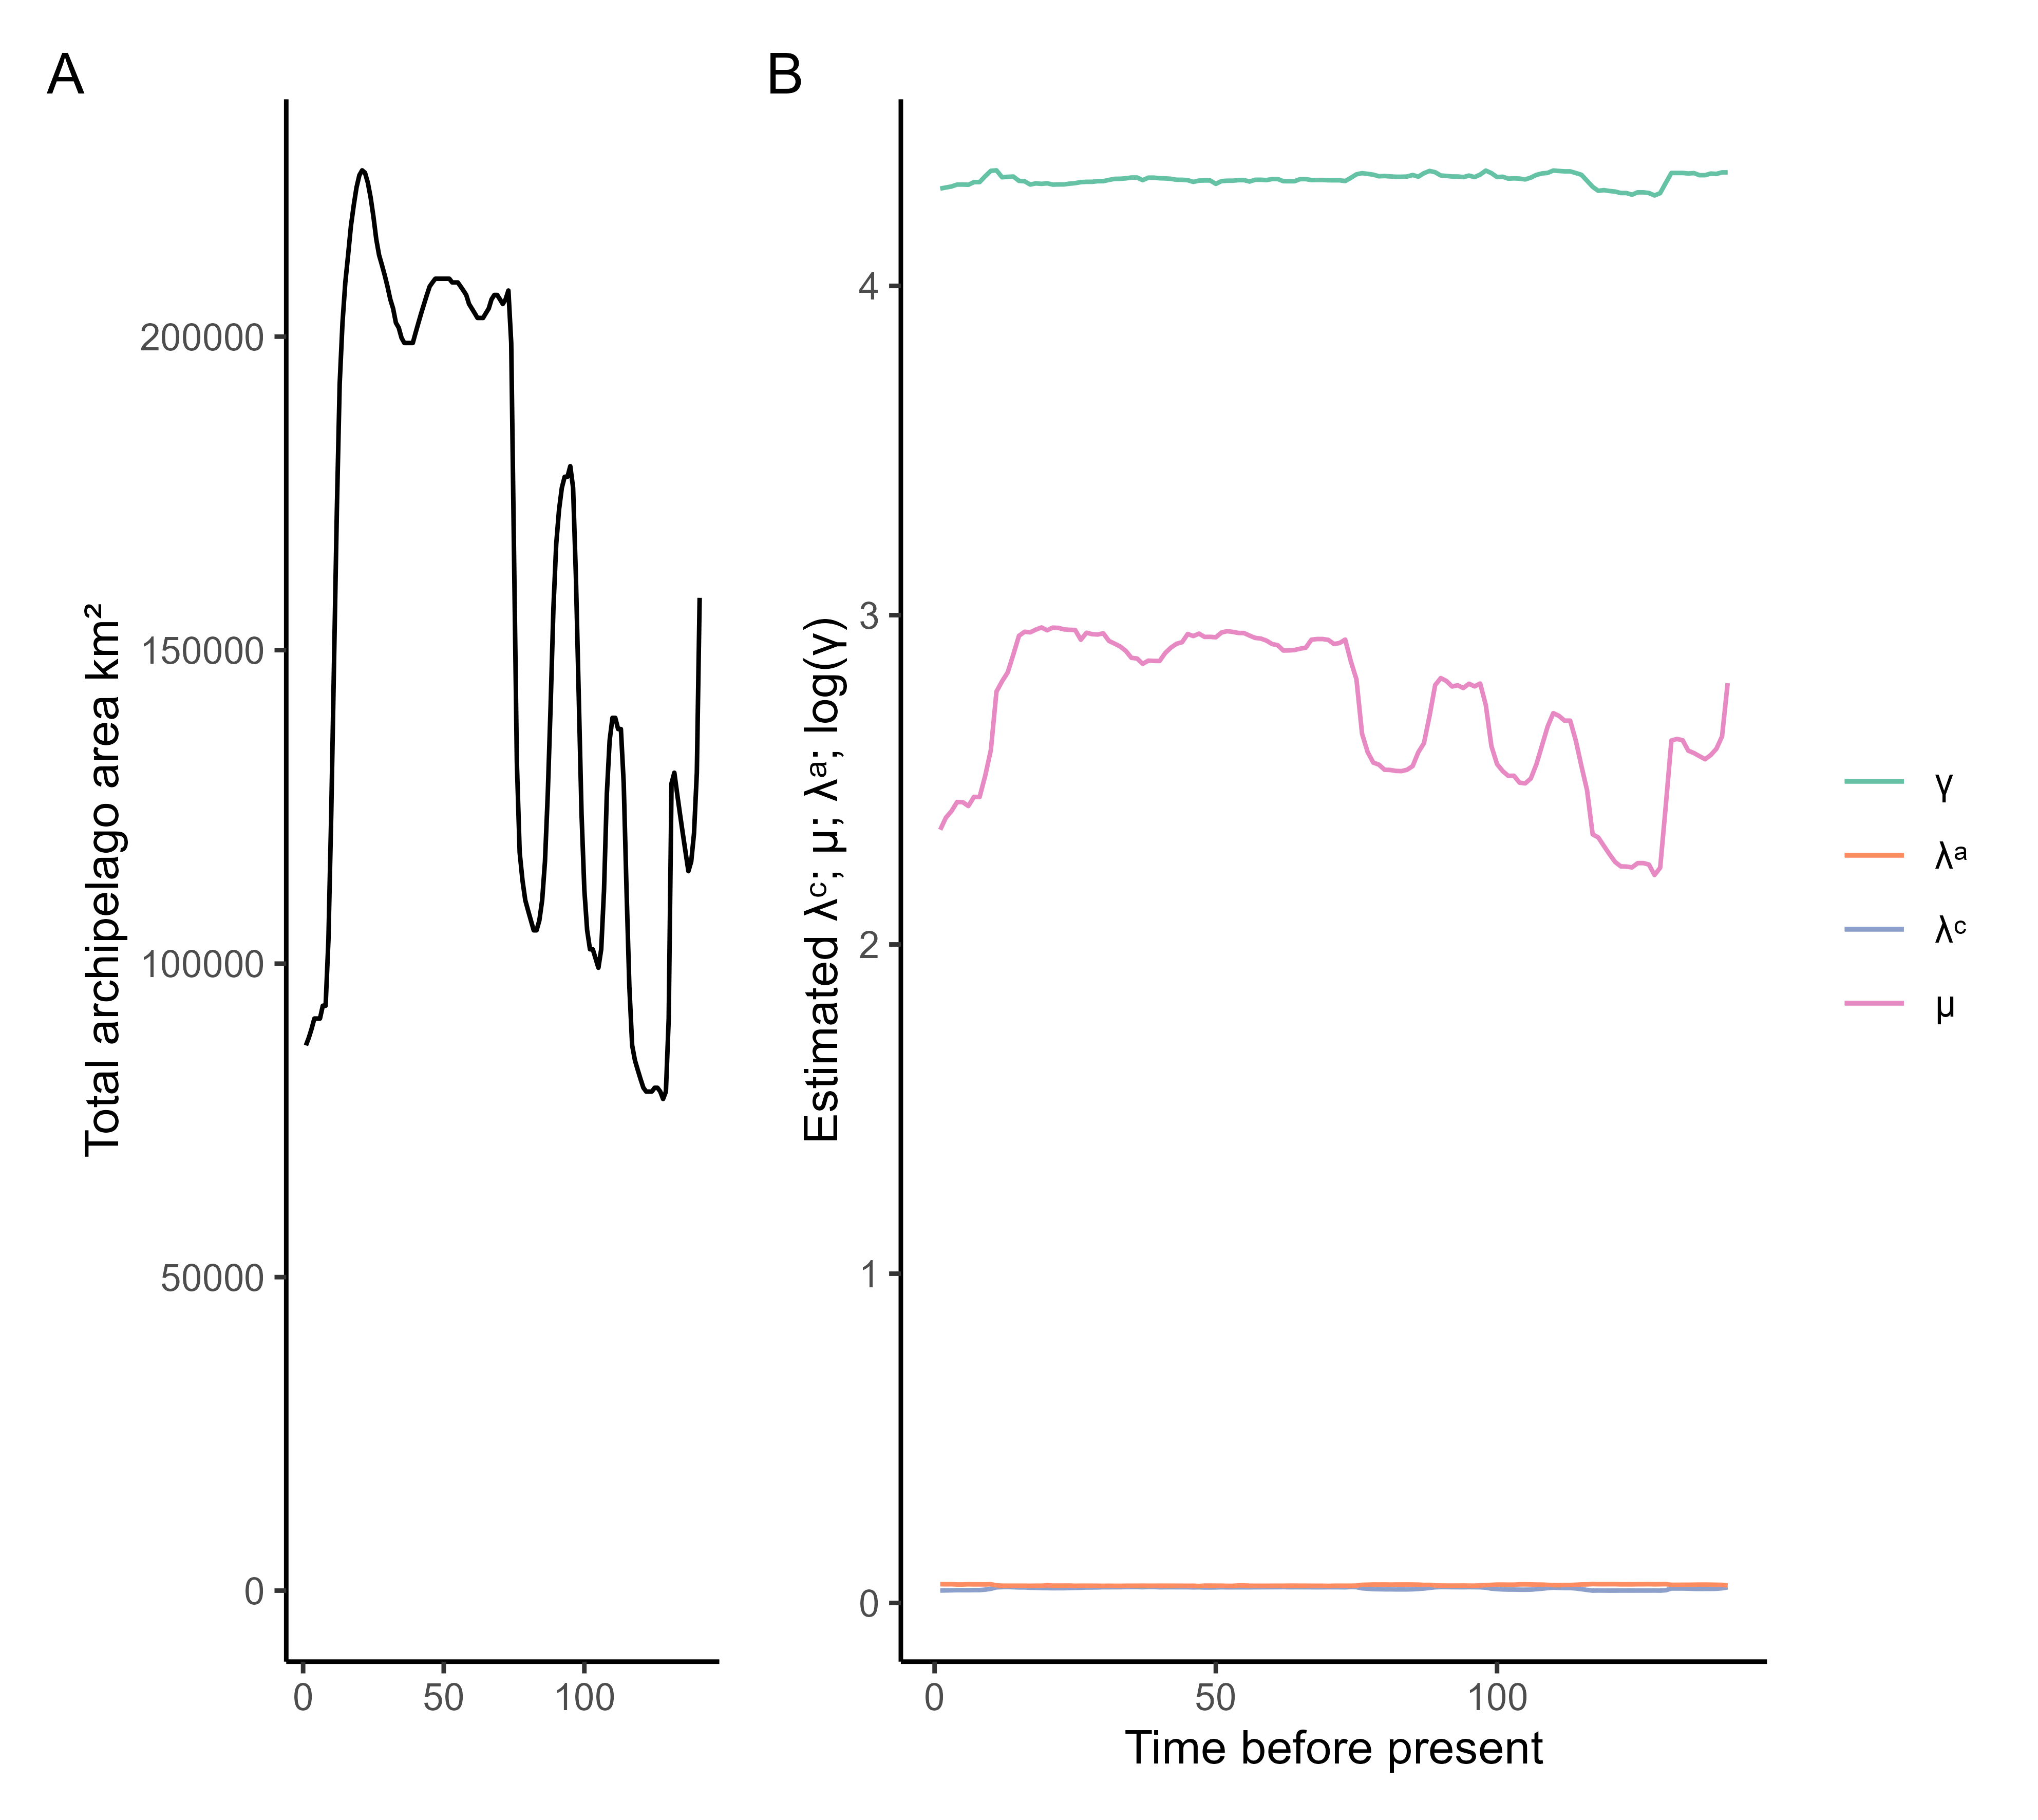 A
B
Total archipelago area km²
200000
150000
100000
50000
0
0
50
100
Estimated λᶜ; μ; λᵃ; log(γ)
4
3
2
1
0
0
50
100
Time before present
γ
λᵃ
λᶜ
μ